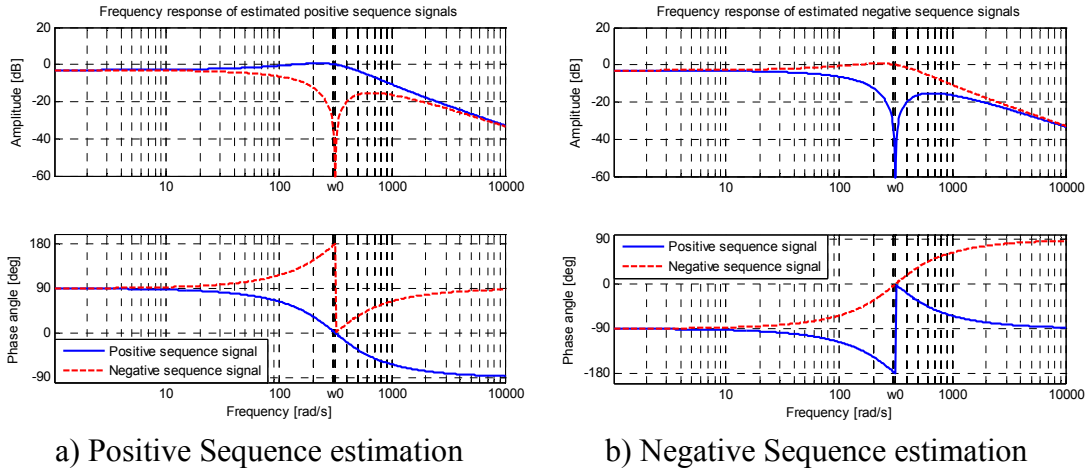 Frequency response of estimated positive sequence signals
20
0
-20
-40
-60
Amplitude [dB]
10
100
w0
1000
10000
180
90
0
-90
Phase angle [deg]
Positive sequence signal
Negative sequence signal
10
100
w0
1000
10000
Frequency [rad/s]
a) Positive Sequence estimation
Frequency response of estimated negative sequence signals
20
0
-20
-40
-60
Amplitude [dB]
10
100
w0
1000
10000
90
0
-90
-180
Phase angle [deg]
Positive sequence signal
Negative sequence signal
10
100
w0
1000
10000
Frequency [rad/s]
b) Negative Sequence estimation